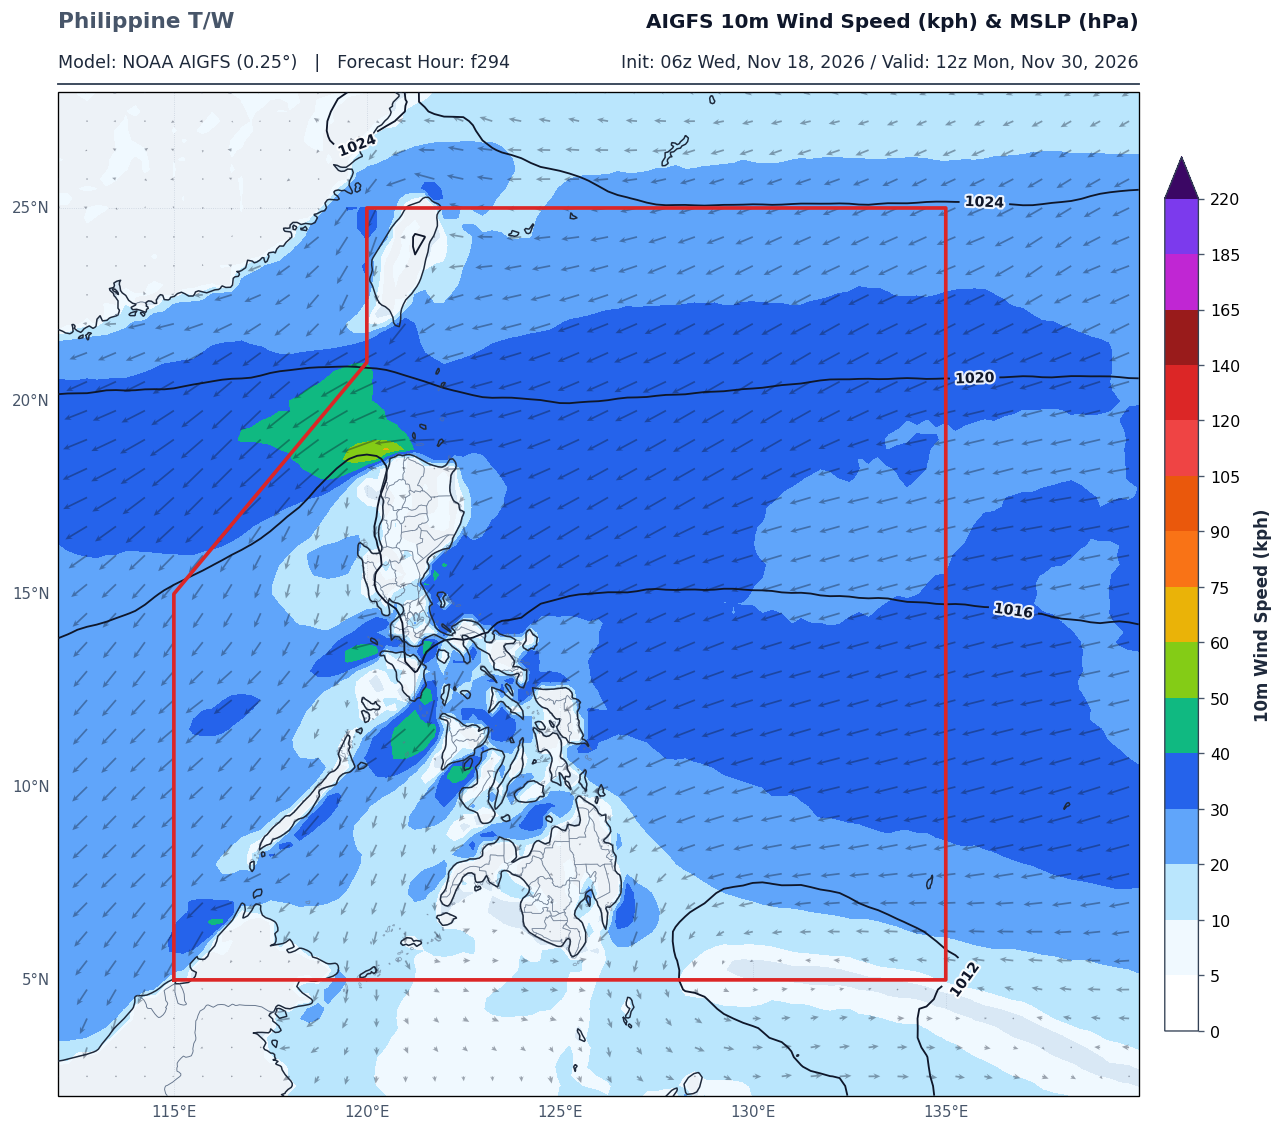 Philippine T/W
AIGFS 10m Wind Speed (kph) & MSLP (hPa)
Model: NOAA AIGFS (0.25°) | Forecast Hour: f294
Init: 06z Wed, Nov 18, 2026 / Valid: 12z Mon, Nov 30, 2026
1024
1024
1020
1016
1012
25°N
20°N
15°N
10°N
5°N
115°E
120°E
125°E
130°E
135°E
220
185
165
140
120
105
90
75
60
50
40
30
20
10
5
0
10m Wind Speed (kph)